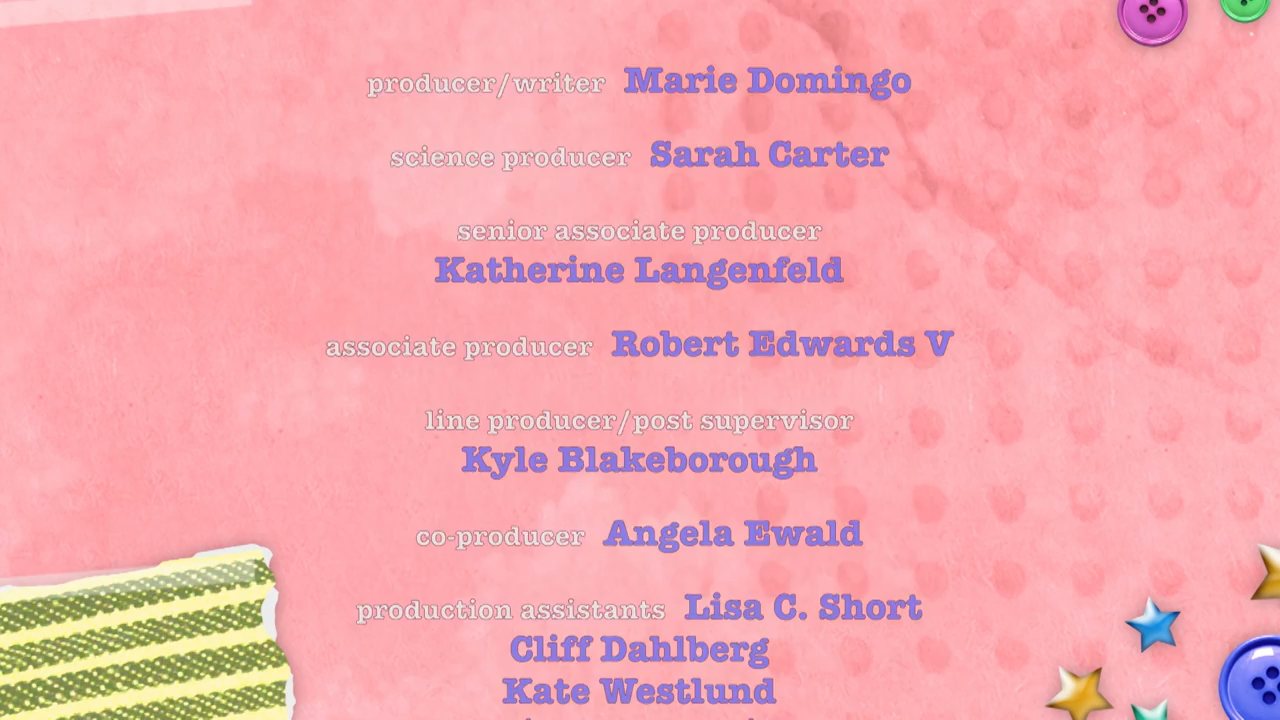 producer/writer Marie Domingo
science producer Sarah Carter
senior associate producer
Katherine Langenfeld
associate producer Robert Edwards V
line producer/post supervisor
Kyle Blakeborough
co-producer Angela Ewald
production assistants Lisa C. Short
Cliff Dahlberg
Kate Westlund